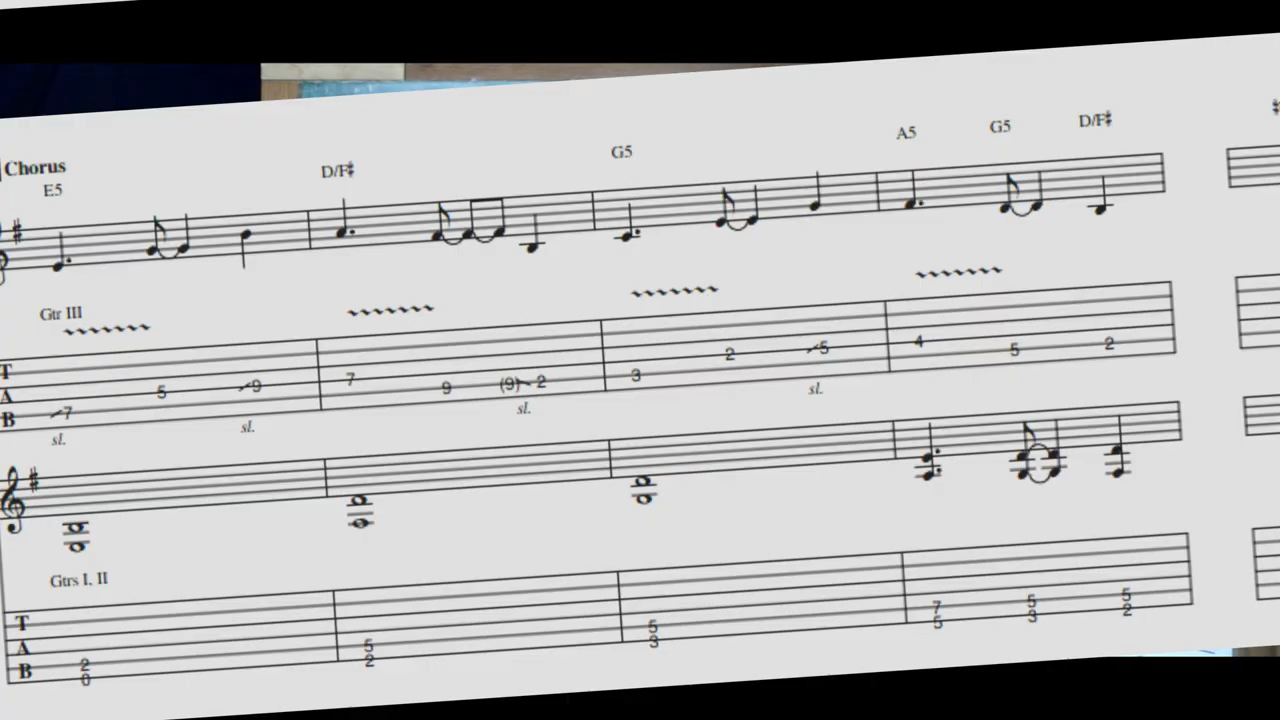 Chorus
E5 D/F♯ G5 A5 G5 D/F♯
Gtr III
T
A
B
7 5 9 7 9 (9) 2 3 2 5 4 5 2
sl. sl. sl. sl.
Gtrs I, II
T
A
B
2 5 5 7 5 5
0 2 3 5 3 2